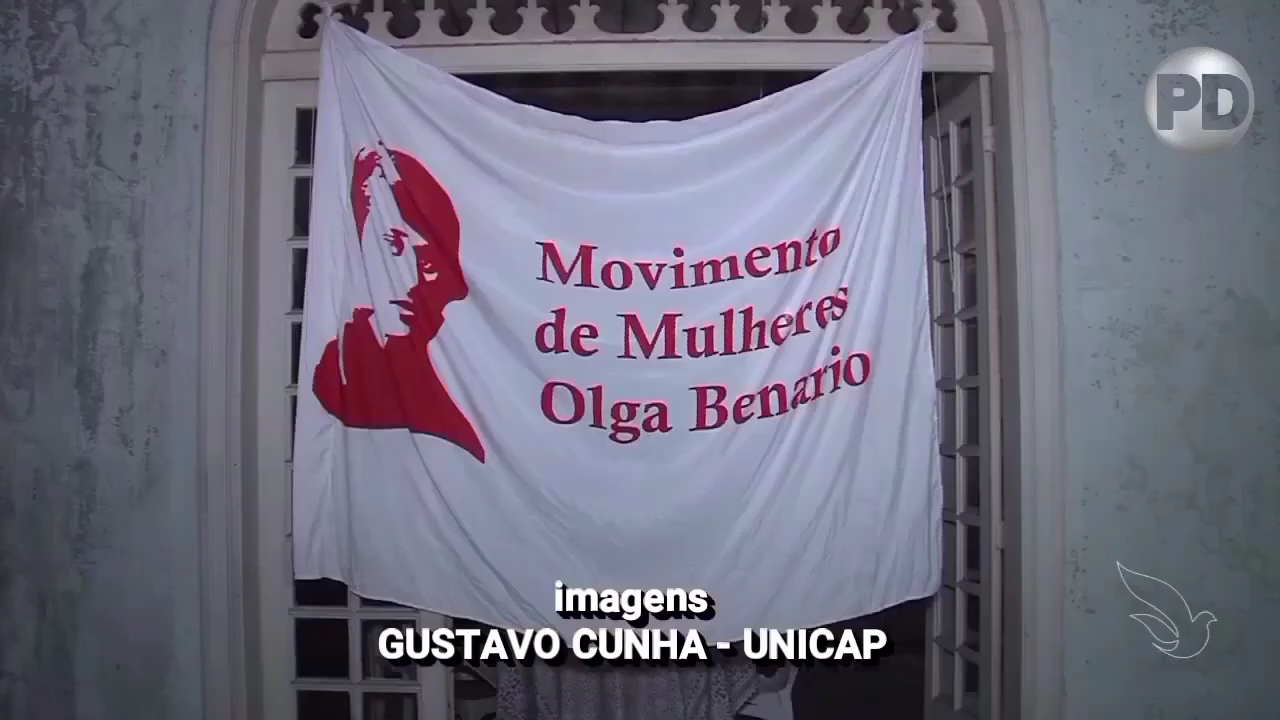 PD
Movimento
de Mulheres
Olga Benario
imagens
GUSTAVO CUNHA - UNICAP